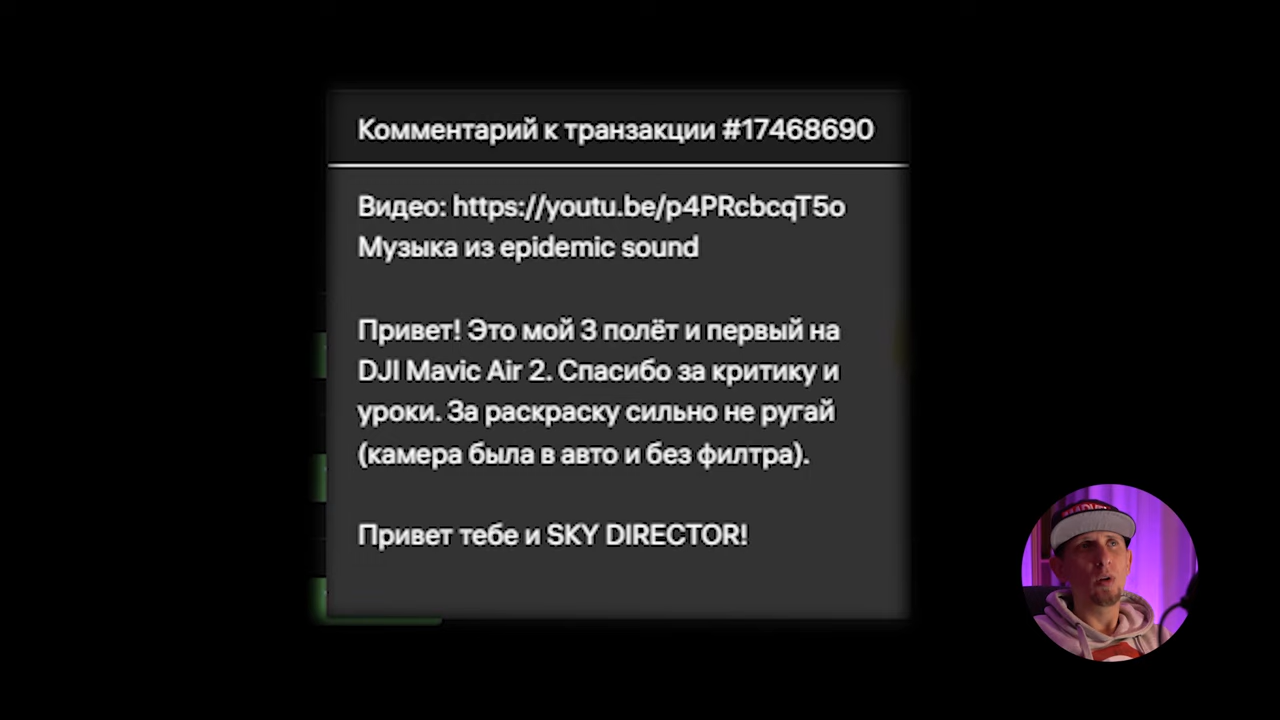 Комментарий к транзакции #17468690
Видео: https://youtu.be/p4PRcbcqT5o
Музыка из epidemic sound
Привет! Это мой 3 полёт и первый на
DJI Mavic Air 2. Спасибо за критику и
уроки. За раскраску сильно не ругай
(камера была в авто и без филтра).
Привет тебе и SKY DIRECTOR!